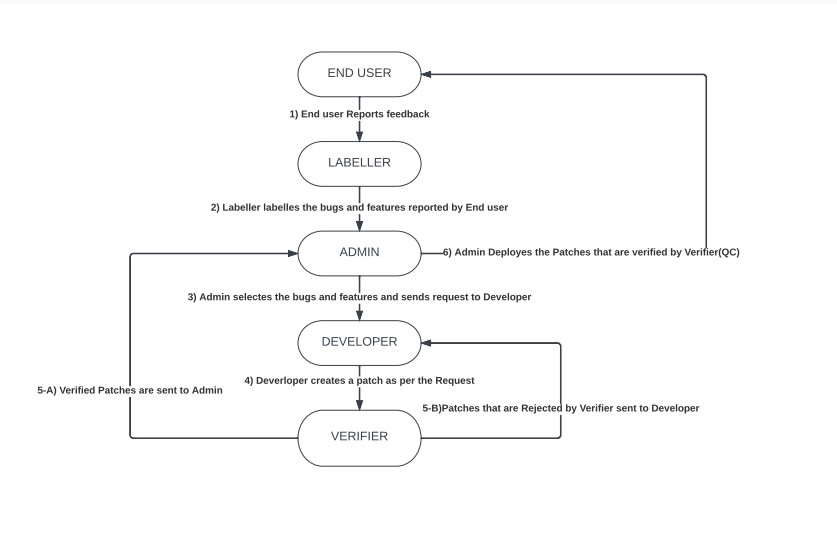 END USER
1) End user Reports feedback
LABELLER
2) Labeller labelles the bugs and features reported by End user
ADMIN
6) Admin Deployes the Patches that are verified by Verifier(QC)
3) Admin selectes the bugs and features and sends request to Developer
DEVELOPER
4) Deverloper creates a patch as per the Request
5-A) Verified Patches are sent to Admin
5-B)Patches that are Rejected by Verifier sent to Developer
VERIFIER